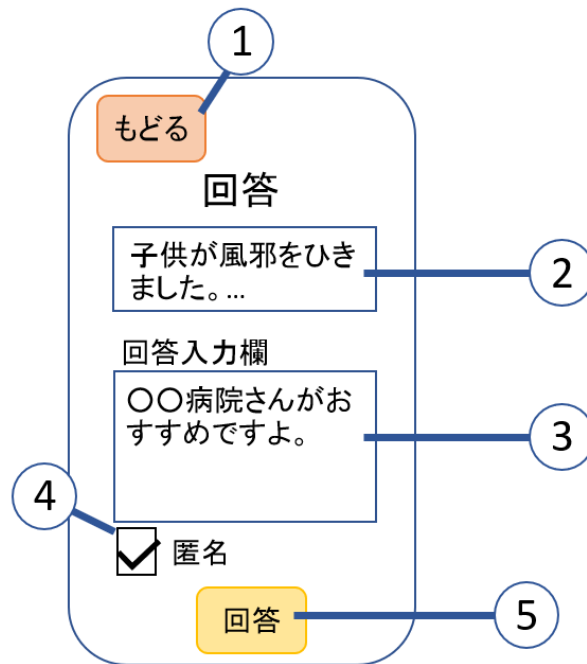 1
もどる
回答
子供が風邪をひき
ました。...
2
回答入力欄
〇〇病院さんがお
すすめですよ。
3
4
匿名
回答
5